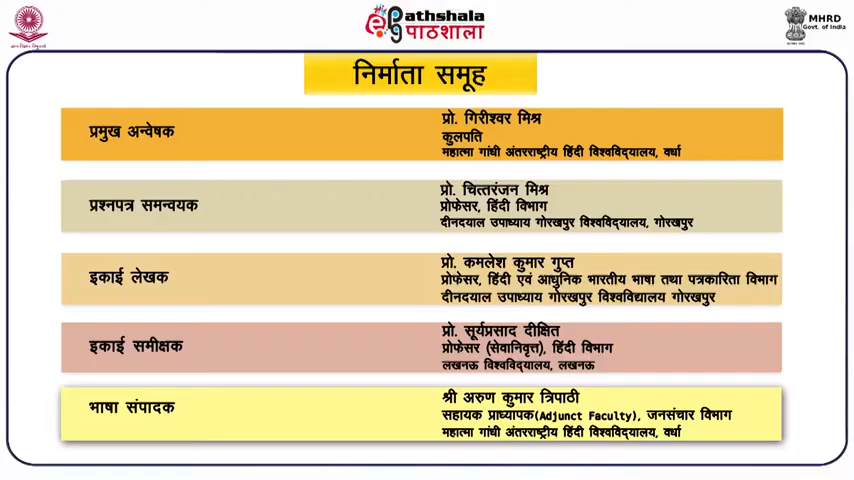 Pathshala
पाठशाला
MHRD
Govt. of India
निर्माता समूह
प्रमुख अन्वेषक
प्रो. गिरीश्वर मिश्र
कुलपति
महात्मा गांधी अंतरराष्ट्रीय हिंदी विश्वविद्यालय, वर्धा
प्रश्नपत्र समन्वयक
प्रो. चित्तरंजन मिश्र
प्रोफेसर, हिंदी विभाग
दीनदयाल उपाध्याय गोरखपुर विश्वविद्यालय, गोरखपुर
इकाई लेखक
प्रो. कमलेश कुमार गुप्त
प्रोफेसर, हिंदी एवं आधुनिक भारतीय भाषा तथा पत्रकारिता विभाग
दीनदयाल उपाध्याय गोरखपुर विश्वविद्यालय गोरखपुर
इकाई समीक्षक
प्रो. सूर्यप्रसाद दीक्षित
प्रोफेसर (सेवानिवृत्त), हिंदी विभाग
लखनऊ विश्वविद्यालय, लखनऊ
भाषा संपादक
श्री अरुण कुमार त्रिपाठी
सहायक प्राध्यापक(Adjunct Faculty), जनसंचार विभाग
महात्मा गांधी अंतरराष्ट्रीय हिंदी विश्वविद्यालय, वर्धा